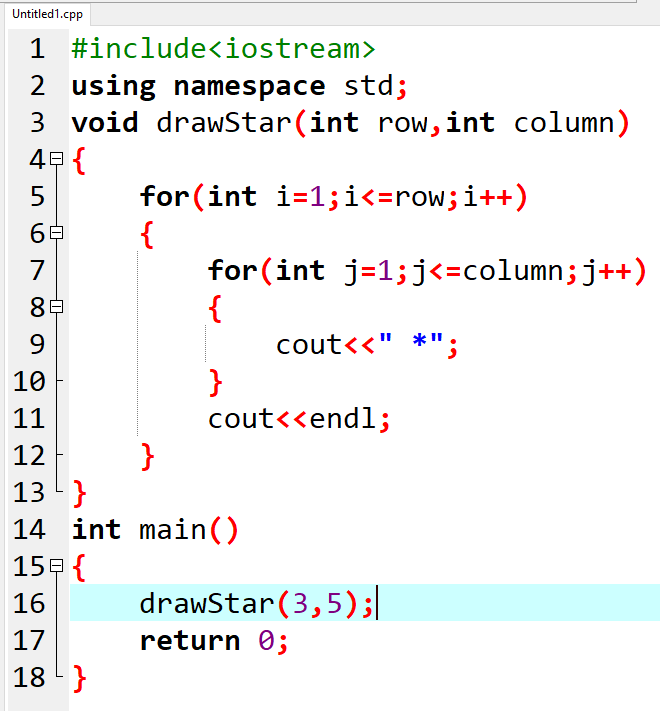 Untitled1.cpp
1 #include<iostream>
2 using namespace std;
3 void drawStar(int row,int column)
4 {
5     for(int i=1;i<=row;i++)
6     {
7         for(int j=1;j<=column;j++)
8         {
9             cout<<" *";
10         }
11         cout<<endl;
12     }
13 }
14 int main()
15 {
16     drawStar(3,5);
17     return 0;
18 }